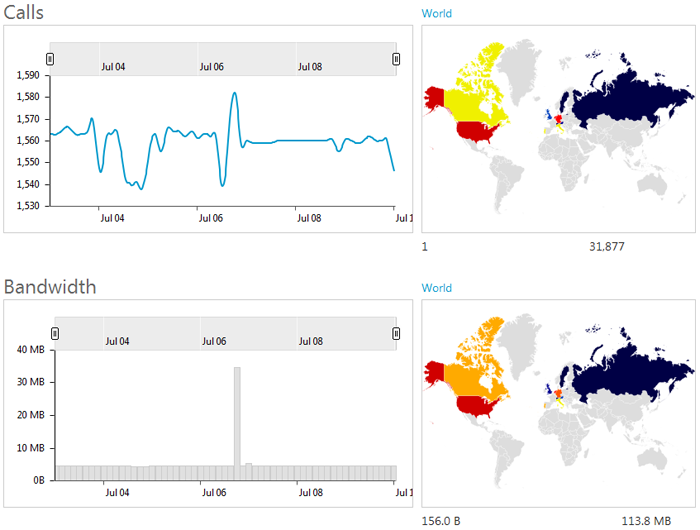 Calls
World
Jul 04 Jul 06 Jul 08
1,590
1,580
1,570
1,560
1,550
1,540
1,530
Jul 04 Jul 06 Jul 08 Jul 1
1 31,877
Bandwidth
World
Jul 04 Jul 06 Jul 08
40 MB
30 MB
20 MB
10 MB
0B
Jul 04 Jul 06 Jul 08 Jul 1
156.0 B 113.8 MB